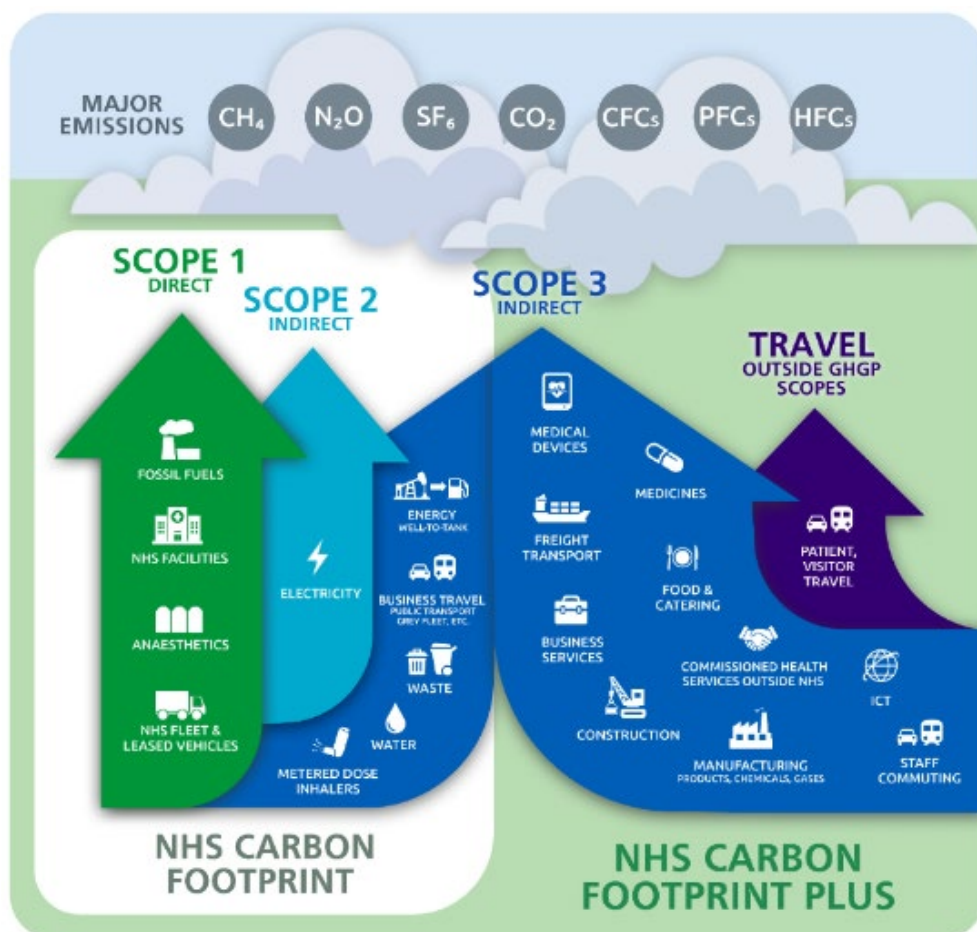 MAJOR
EMISSIONS
CH₄
N₂O
SF₆
CO₂
CFCs
PFCs
HFCs
SCOPE 1
DIRECT
SCOPE 2
INDIRECT
SCOPE 3
INDIRECT
TRAVEL
OUTSIDE GHGP
SCOPES
FOSSIL FUELS
NHS FACILITIES
ANAESTHETICS
NHS FLEET &
LEASED VEHICLES
ELECTRICITY
ENERGY
WELL-TO-TANK
BUSINESS TRAVEL
PUBLIC TRANSPORT
GREY FLEET, ETC.
WASTE
WATER
METERED DOSE
INHALERS
MEDICAL
DEVICES
MEDICINES
FREIGHT
TRANSPORT
FOOD &
CATERING
BUSINESS
SERVICES
COMMISSIONED HEALTH
SERVICES OUTSIDE NHS
CONSTRUCTION
MANUFACTURING
PRODUCTS, CHEMICALS, GASES
ICT
STAFF
COMMUTING
PATIENT,
VISITOR
TRAVEL
NHS CARBON
FOOTPRINT
NHS CARBON
FOOTPRINT PLUS